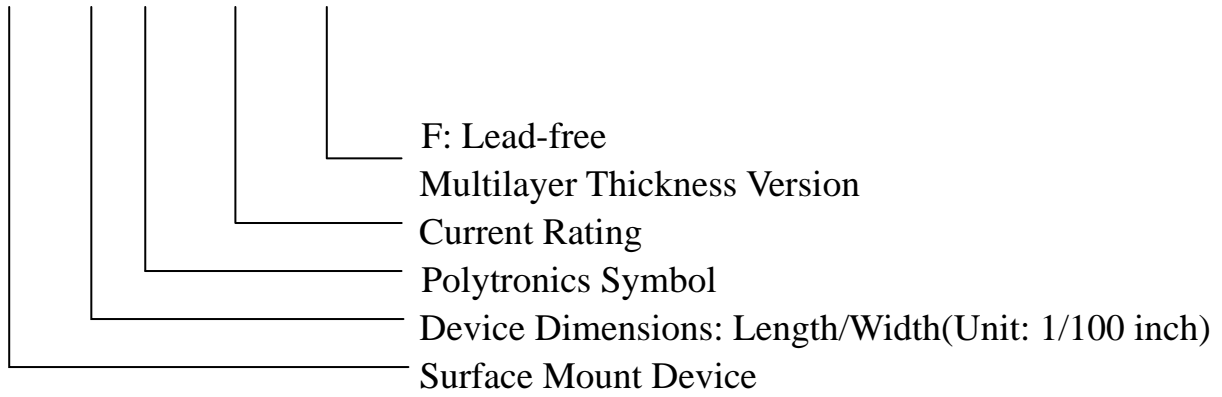 F: Lead-free
Multilayer Thickness Version
Current Rating
Polytronics Symbol
Device Dimensions: Length/Width(Unit: 1/100 inch)
Surface Mount Device